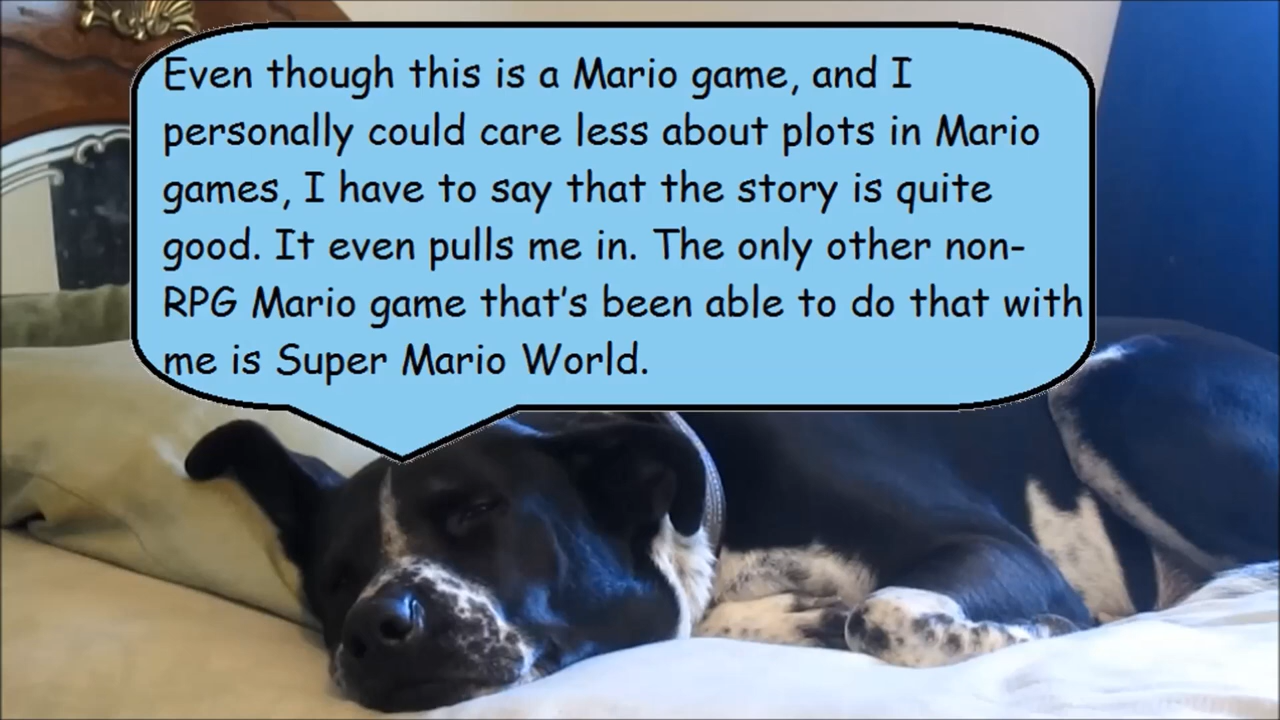 Even though this is a Mario game, and I
personally could care less about plots in Mario
games, I have to say that the story is quite
good. It even pulls me in. The only other non-
RPG Mario game that's been able to do that with
me is Super Mario World.